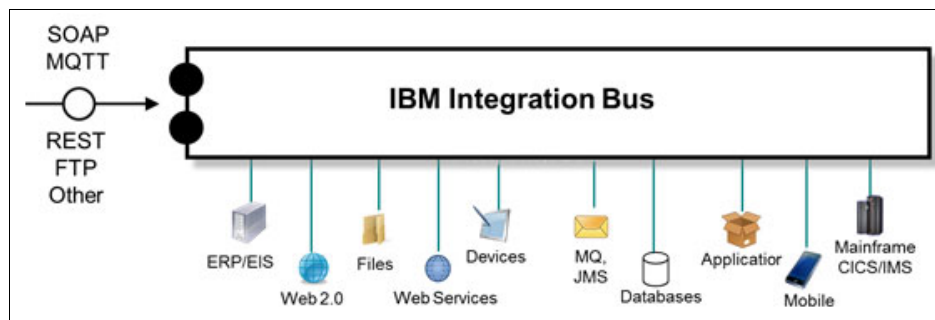 SOAP
MQTT
REST
FTP
Other
IBM Integration Bus
ERP/EIS
Web 2.0
Files
Web Services
Devices
MQ,
JMS
Databases
Applicatior
Mobile
Mainframe
CICS/IMS